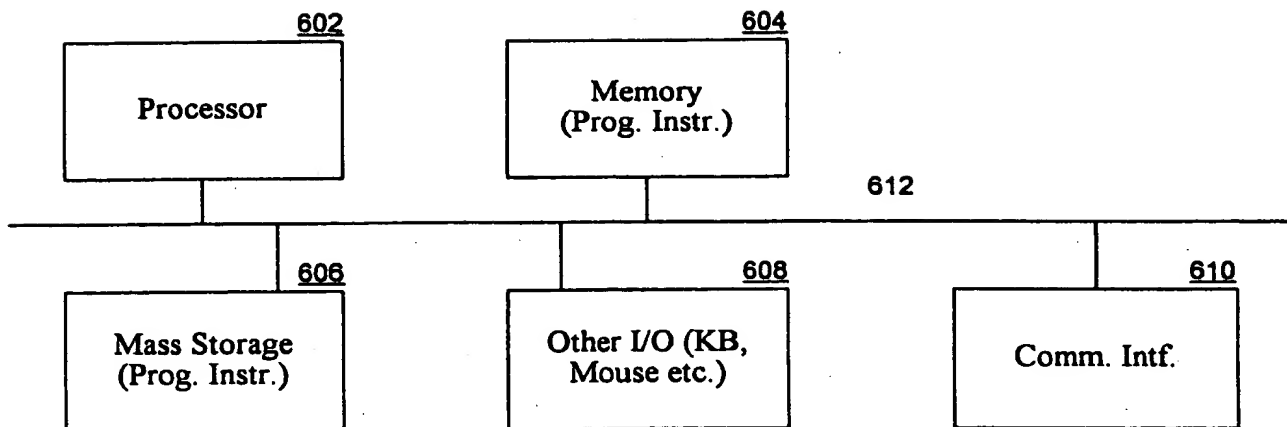 602
Processor
604
Memory
(Prog. Instr.)
612
606
Mass Storage
(Prog. Instr.)
608
Other I/O (KB,
Mouse etc.)
610
Comm. Intf.